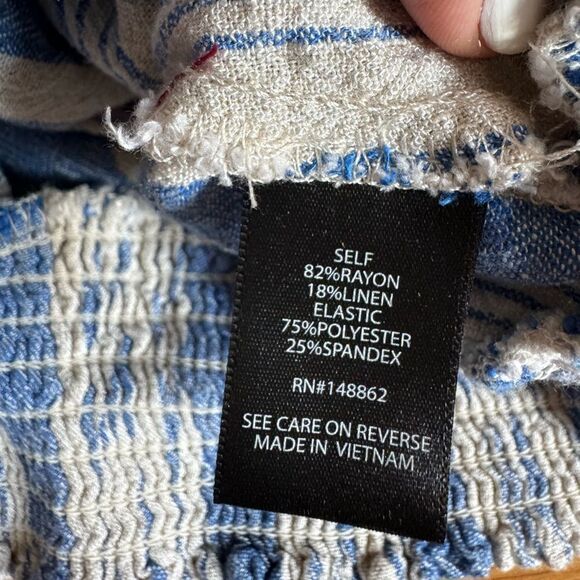 SELF
82%RAYON
18%LINEN
ELASTIC
75%POLYESTER
25%SPANDEX
RN#148862
SEE CARE ON REVERSE
MADE IN VIETNAM